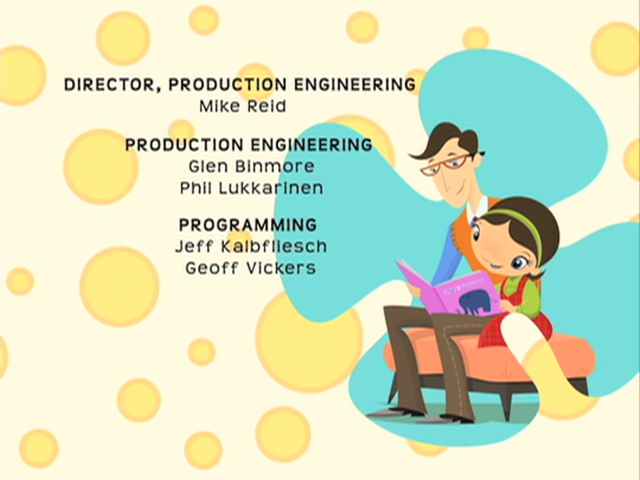 DIRECTOR, PRODUCTION ENGINEERING
Mike Reid
PRODUCTION ENGINEERING
Glen Binmore
Phil Lukkarinen
PROGRAMMING
Jeff Kalbfliesch
Geoff Vickers